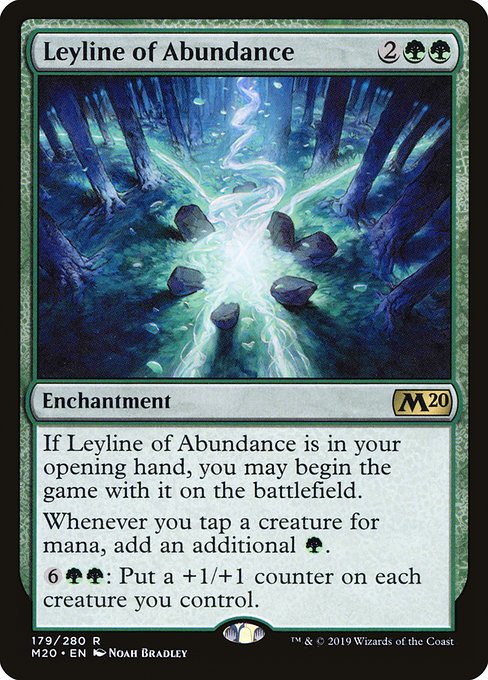 Leyline of Abundance 2
Enchantment M20
If Leyline of Abundance is in your
opening hand, you may begin the
game with it on the battlefield.
Whenever you tap a creature for
mana, add an additional .
6 : Put a +1/+1 counter on each
creature you control.
179/280 R
M20 • EN Noah Bradley
™ & © 2019 Wizards of the Coast